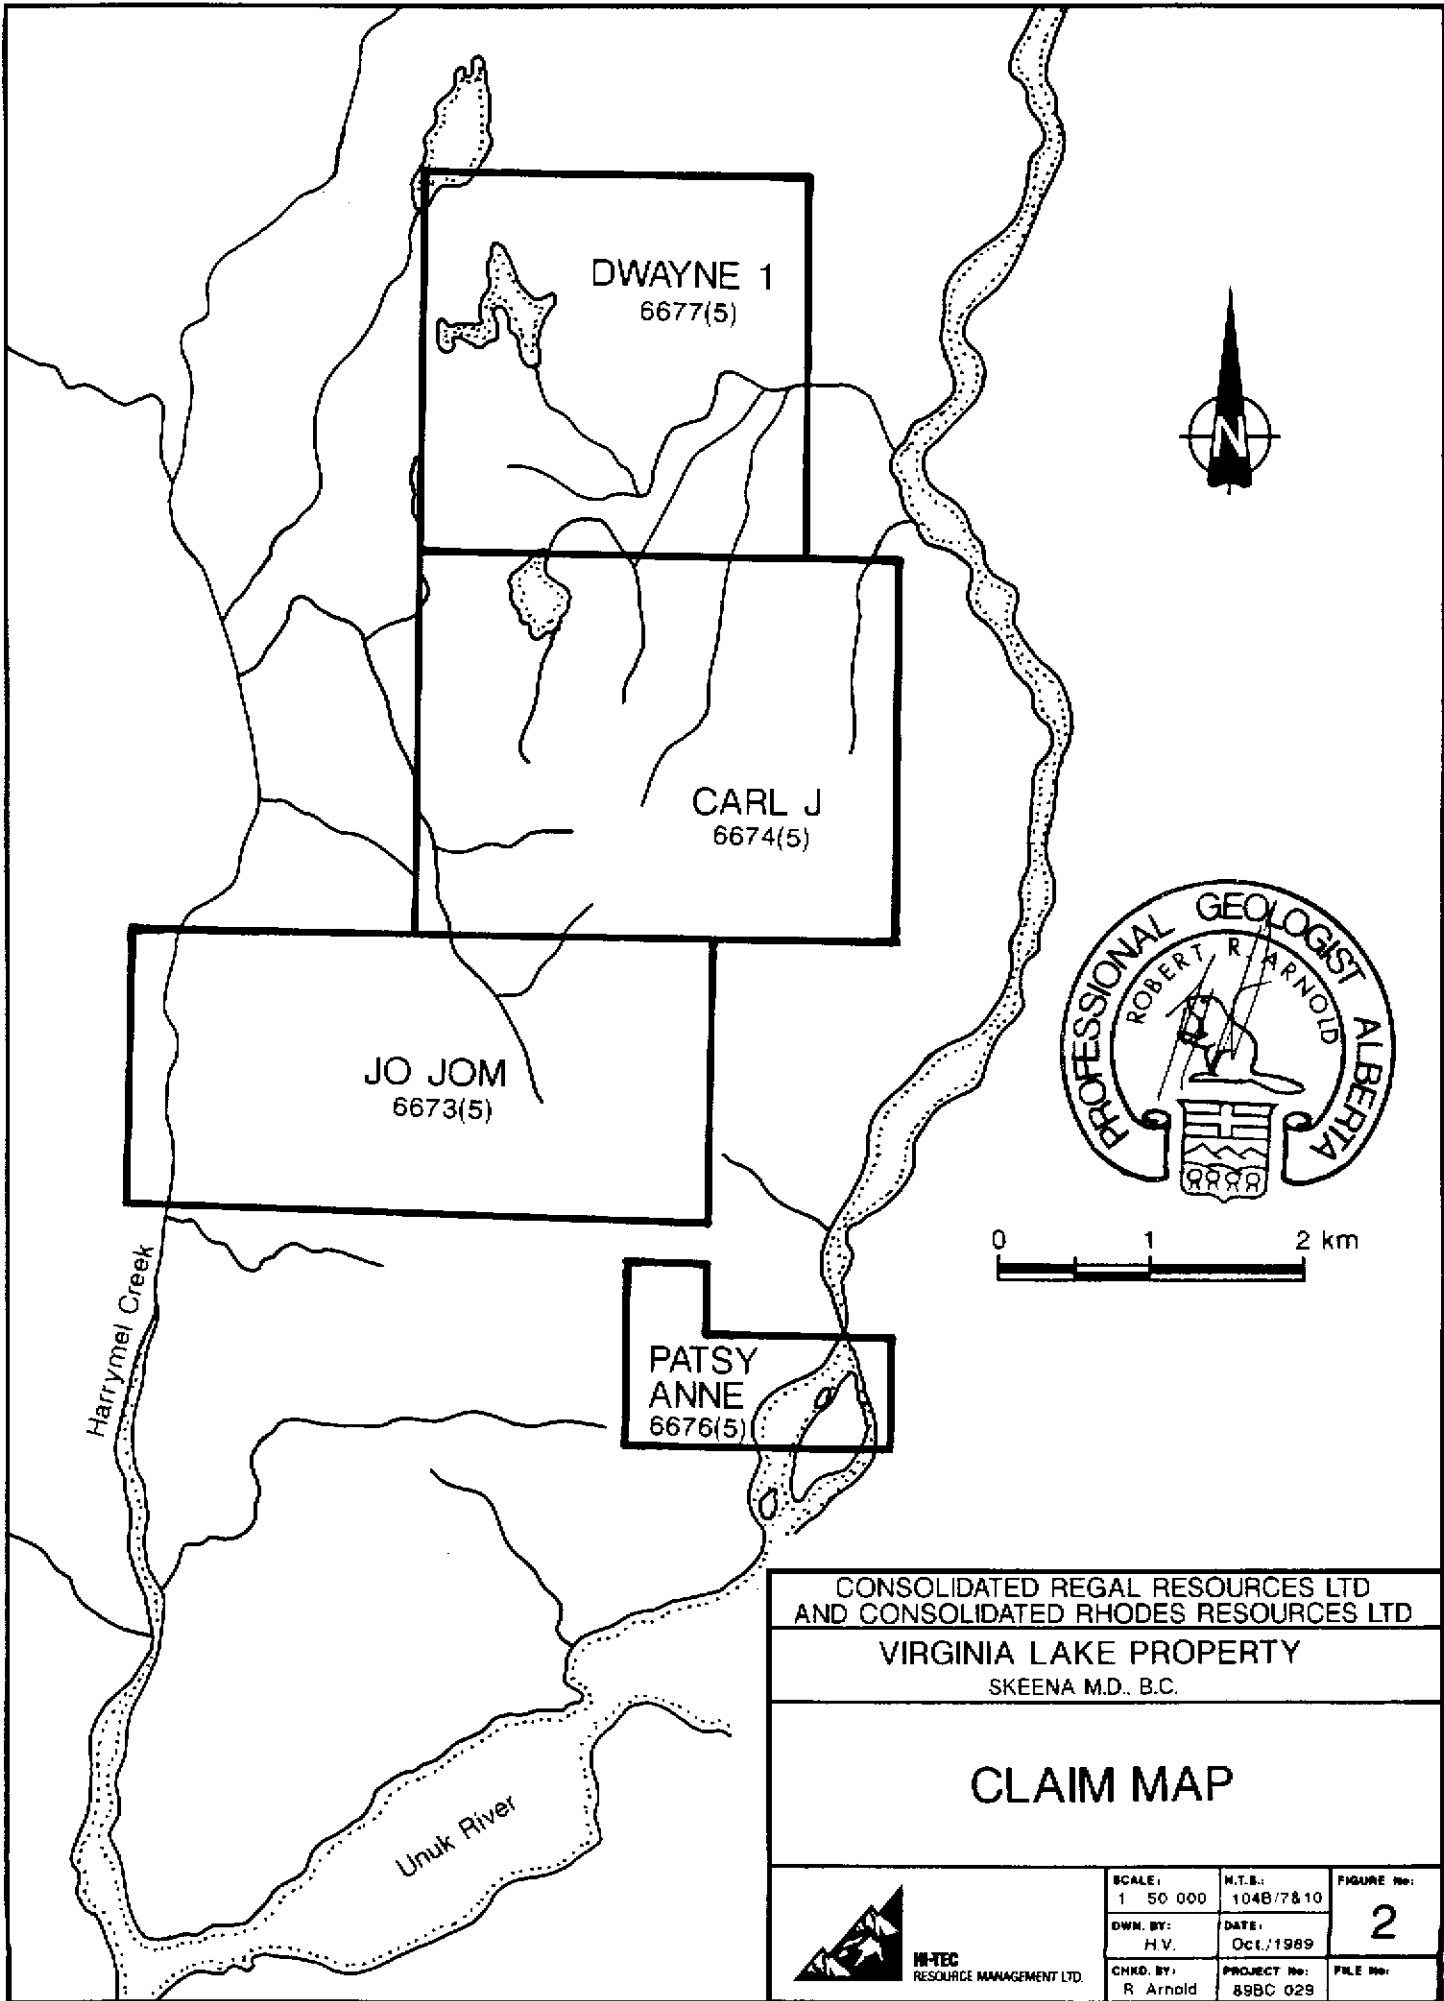 DWAYNE 1
6677(5)
N
CARL J
6674(5)
JO JOM
6673(5)
PROFESSIONAL GEOLOGIST ALBERTA
ROBERT R. ARNOLD
0 1 2 km
Harrymel Creek
PATSY
ANNE
6676(5)
Unuk River
CONSOLIDATED REGAL RESOURCES LTD
AND CONSOLIDATED RHODES RESOURCES LTD
VIRGINIA LAKE PROPERTY
SKEENA M.D., B.C.
CLAIM MAP
HI-TEC
RESOURCE MANAGEMENT LTD.
SCALE:
1 50 000
N.T.S.:
104B/7&10
FIGURE No:
2
DWN. BY:
H.V.
DATE:
Oct./1989
CHKD. BY:
R Arnold
PROJECT No:
89BC 029
FILE No: